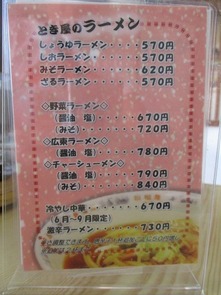 とき屋のラーメン
しょうゆラーメン・・・・570円
しおラーメン・・・・・・570円
みそラーメン・・・・・・620円
ざるラーメン・・・・・・570円
◇野菜ラーメン◇
(醤油 塩)・・・・670円
(みそ)・・・・・720円
◇広東ラーメン◇
(醤油 塩)・・・・780円
◇チャーシューメン◇
(醤油 塩)・・・・790円
(みそ)・・・・・840円
冷やし中華・・・・・・670円
(6月～9月限定)
激辛ラーメン・・・・・730円